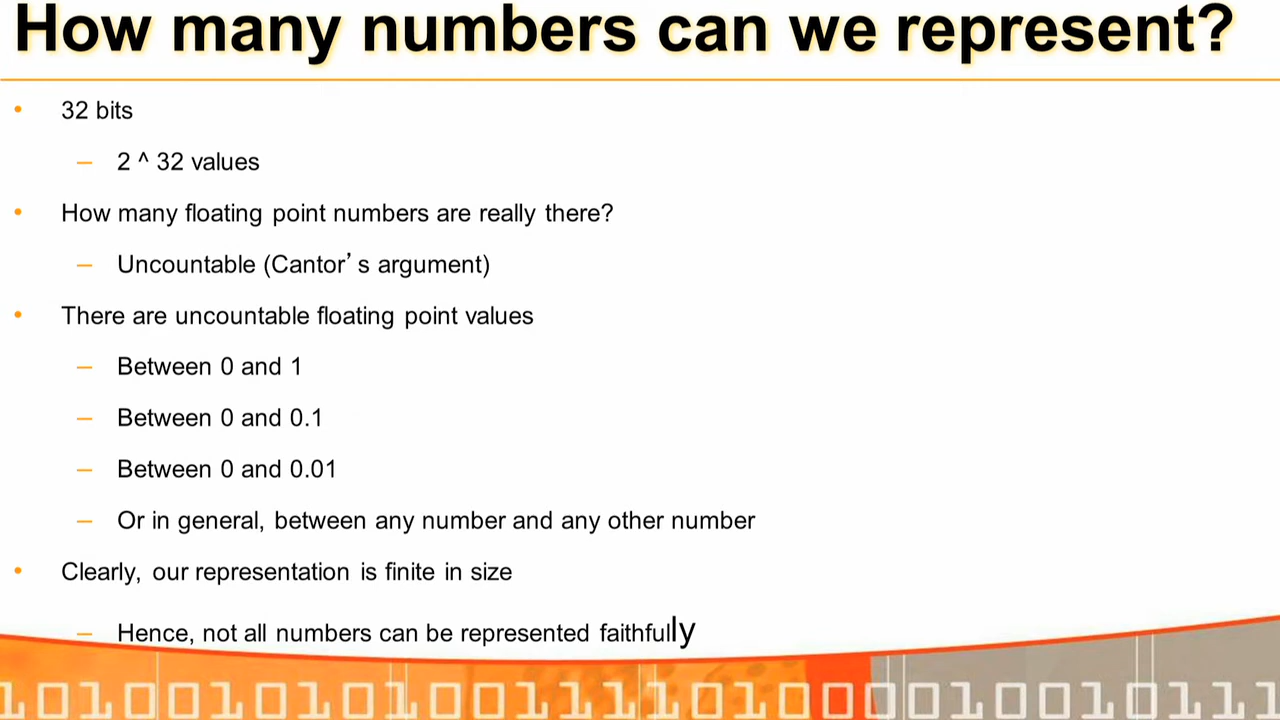 How many numbers can we represent?
• 32 bits
– 2 ^ 32 values
• How many floating point numbers are really there?
– Uncountable (Cantor’s argument)
• There are uncountable floating point values
– Between 0 and 1
– Between 0 and 0.1
– Between 0 and 0.01
– Or in general, between any number and any other number
• Clearly, our representation is finite in size
– Hence, not all numbers can be represented faithfully
101001010101001111010000010010111